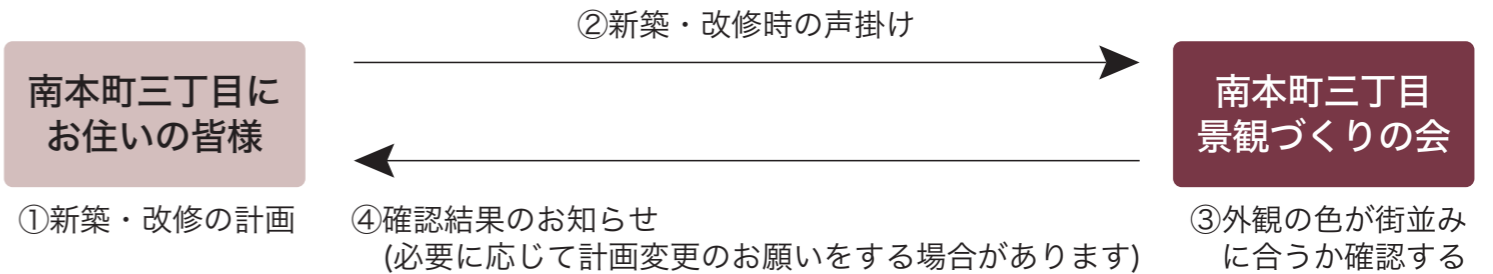 ②新築・改修時の声掛け
南本町三丁目に
お住いの皆様
南本町三丁目
景観づくりの会
①新築・改修の計画
④確認結果のお知らせ
(必要に応じて計画変更のお願いをする場合があります)
③外観の色が街並み
に合うか確認する